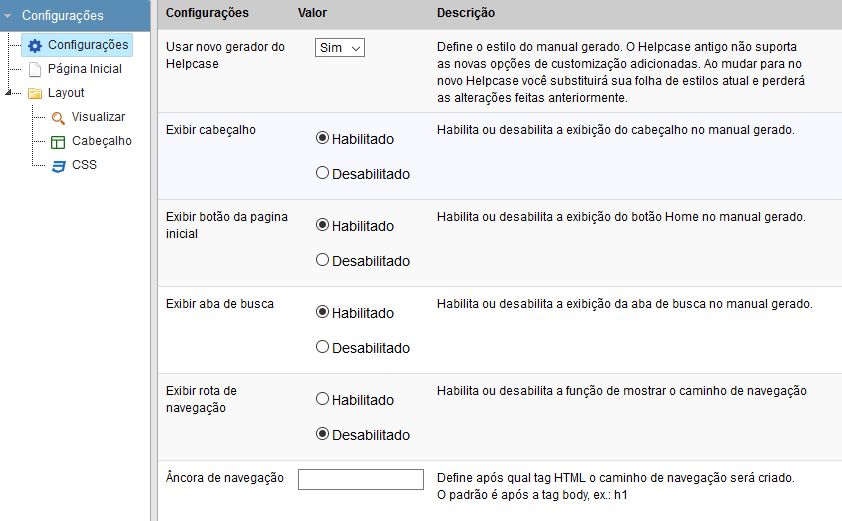 Configurações
Configurações
Página Inicial
Layout
Visualizar
Cabeçalho
CSS
Configurações Valor Descrição
Usar novo gerador do
Helpcase
Sim
Define o estilo do manual gerado. O Helpcase antigo não suporta
as novas opções de customização adicionadas. Ao mudar para no
novo Helpcase você substituirá sua folha de estilos atual e perderá
as alterações feitas anteriormente.
Exibir cabeçalho
Habilitado
Desabilitado
Habilita ou desabilita a exibição do cabeçalho no manual gerado.
Exibir botão da pagina
inicial
Habilitado
Desabilitado
Habilita ou desabilita a exibição do botão Home no manual gerado.
Exibir aba de busca
Habilitado
Desabilitado
Habilita ou desabilita a exibição da aba de busca no manual gerado.
Exibir rota de
navegação
Habilitado
Desabilitado
Habilita ou desabilita a função de mostrar o caminho de navegação
Âncora de navegação
Define após qual tag HTML o caminho de navegação será criado.
O padrão é após a tag body, ex.: h1